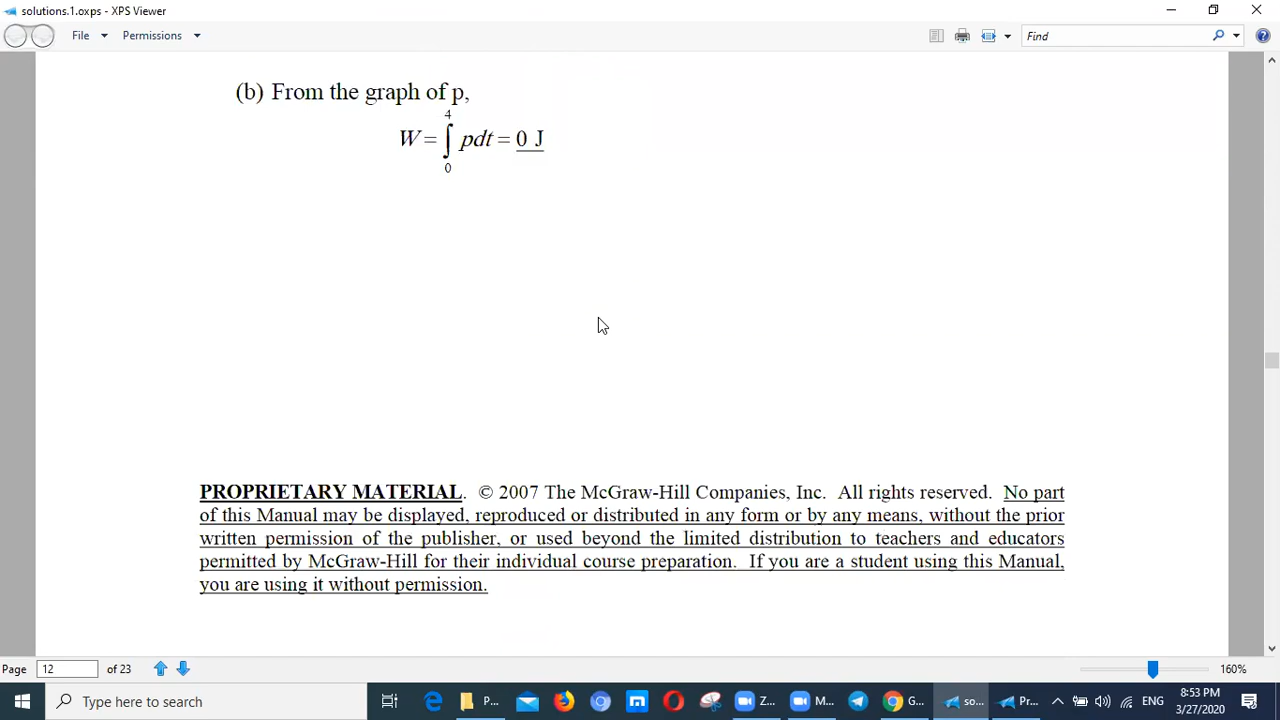 solutions.1.oxps - XPS Viewer
File Permissions Find
(b) From the graph of p,
4
W = ∫ pdt = 0 J
0
PROPRIETARY MATERIAL. © 2007 The McGraw-Hill Companies, Inc. All rights reserved. No part
of this Manual may be displayed, reproduced or distributed in any form or by any means, without the prior
written permission of the publisher, or used beyond the limited distribution to teachers and educators
permitted by McGraw-Hill for their individual course preparation. If you are a student using this Manual,
you are using it without permission.
Page 12 of 23 160%
Type here to search P... Z... M... G... so... Pr... ENG 8:53 PM
3/27/2020